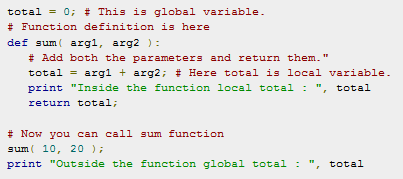 total = 0; # This is global variable.
# Function definition is here
def sum( arg1, arg2 ):
# Add both the parameters and return them."
total = arg1 + arg2; # Here total is local variable.
print "Inside the function local total : ", total
return total;
# Now you can call sum function
sum( 10, 20 );
print "Outside the function global total : ", total